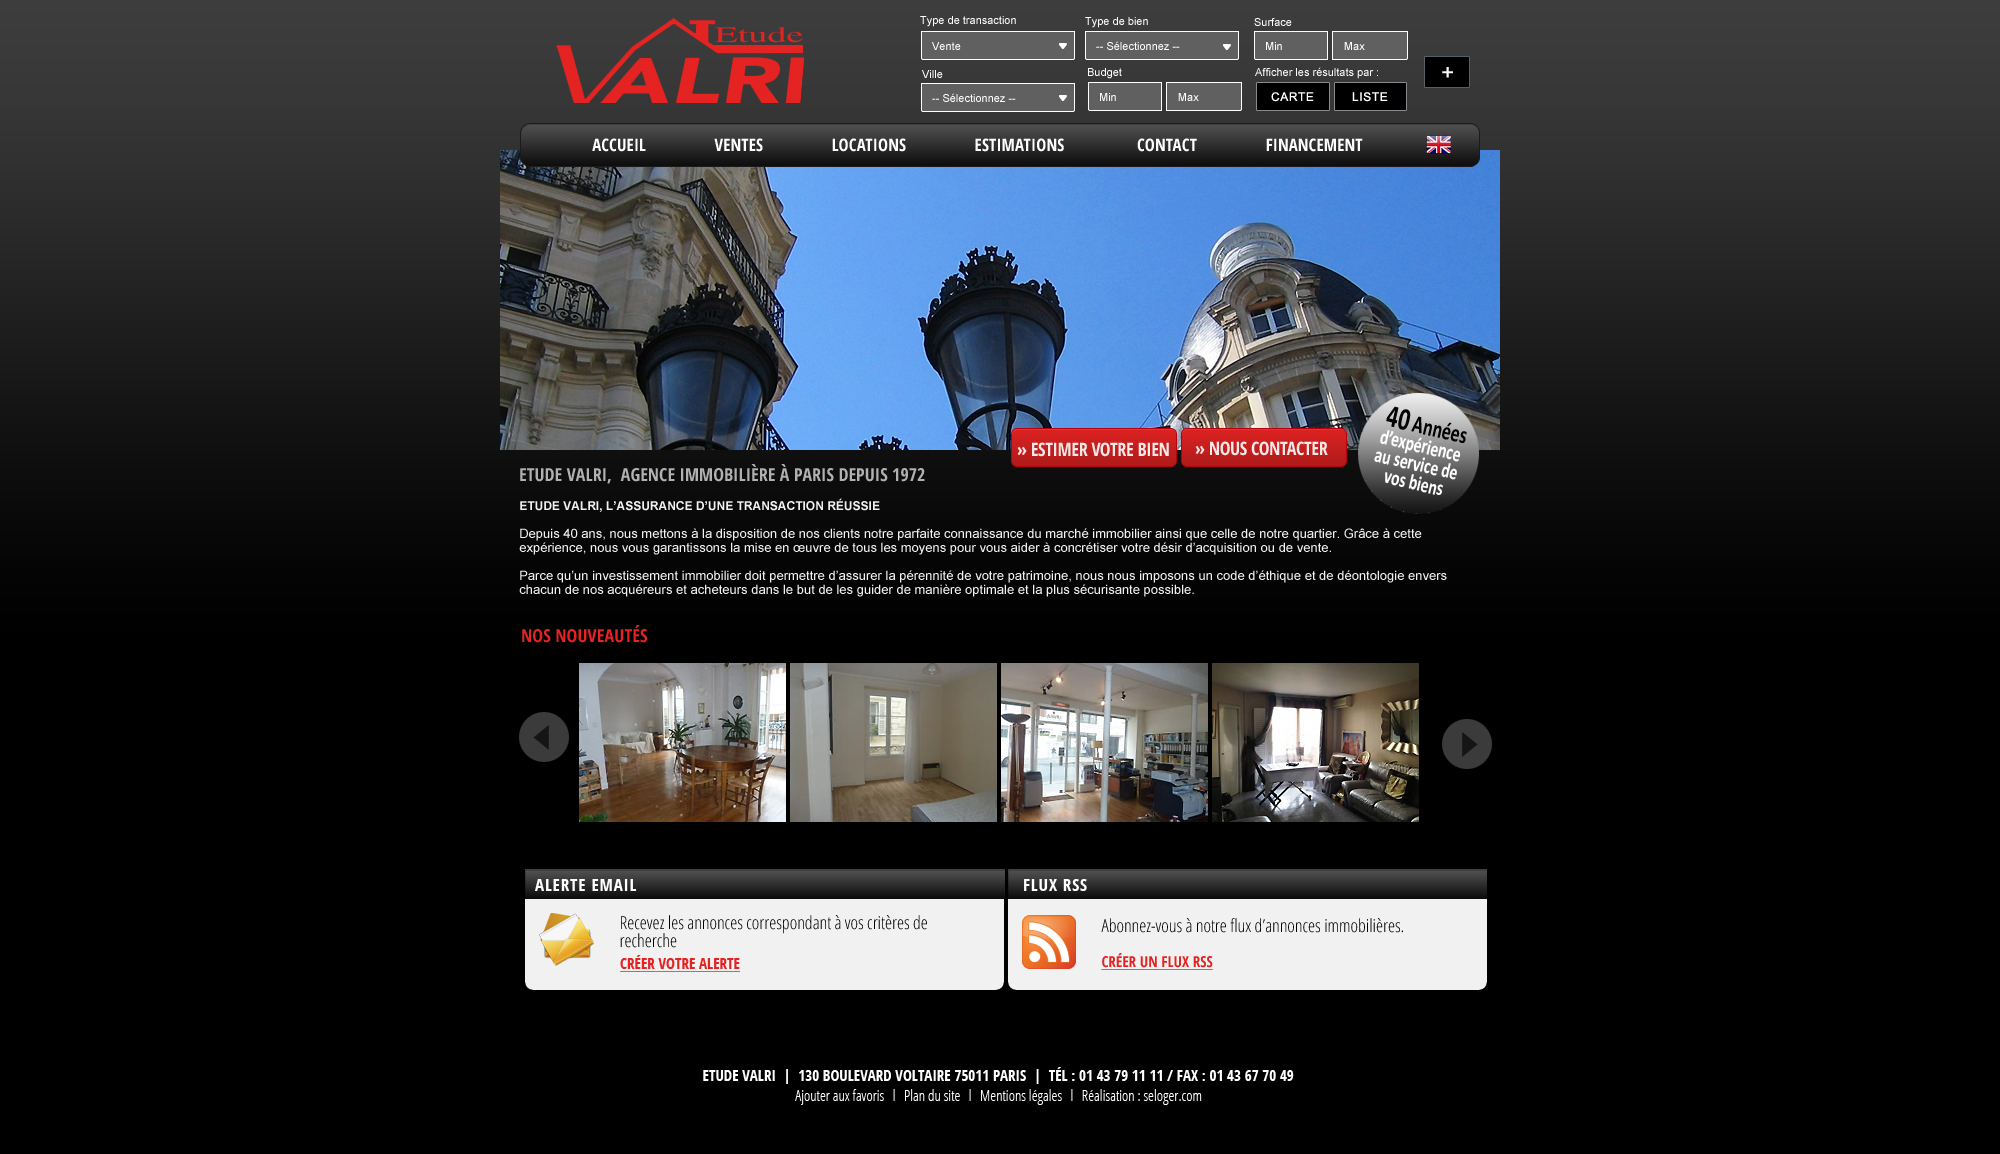 Etude
VALRI
Type de transaction
Type de bien
Surface
Vente
-- Sélectionnez --
Min
Max
Ville
Budget
Afficher les résultats par :
-- Sélectionnez --
Min
Max
CARTE
LISTE
+
ACCUEIL
VENTES
LOCATIONS
ESTIMATIONS
CONTACT
FINANCEMENT
» ESTIMER VOTRE BIEN
» NOUS CONTACTER
40 Années
d'expérience
au service de
vos biens
ETUDE VALRI, AGENCE IMMOBILIÈRE À PARIS DEPUIS 1972
ETUDE VALRI, L'ASSURANCE D'UNE TRANSACTION RÉUSSIE
Depuis 40 ans, nous mettons à la disposition de nos clients notre parfaite connaissance du marché immobilier ainsi que celle de notre quartier. Grâce à cette
expérience, nous vous garantissons la mise en œuvre de tous les moyens pour vous aider à concrétiser votre désir d'acquisition ou de vente.
Parce qu'un investissement immobilier doit permettre d'assurer la pérennité de votre patrimoine, nous nous imposons un code d'éthique et de déontologie envers
chacun de nos acquéreurs et acheteurs dans le but de les guider de manière optimale et la plus sécurisante possible.
NOS NOUVEAUTÉS
ALERTE EMAIL
Recevez les annonces correspondant à vos critères de
recherche
CRÉER VOTRE ALERTE
FLUX RSS
Abonnez-vous à notre flux d'annonces immobilières.
CRÉER UN FLUX RSS
ETUDE VALRI | 130 BOULEVARD VOLTAIRE 75011 PARIS | TÉL : 01 43 79 11 11 / FAX : 01 43 67 70 49
Ajouter aux favoris | Plan du site | Mentions légales | Réalisation : seloger.com